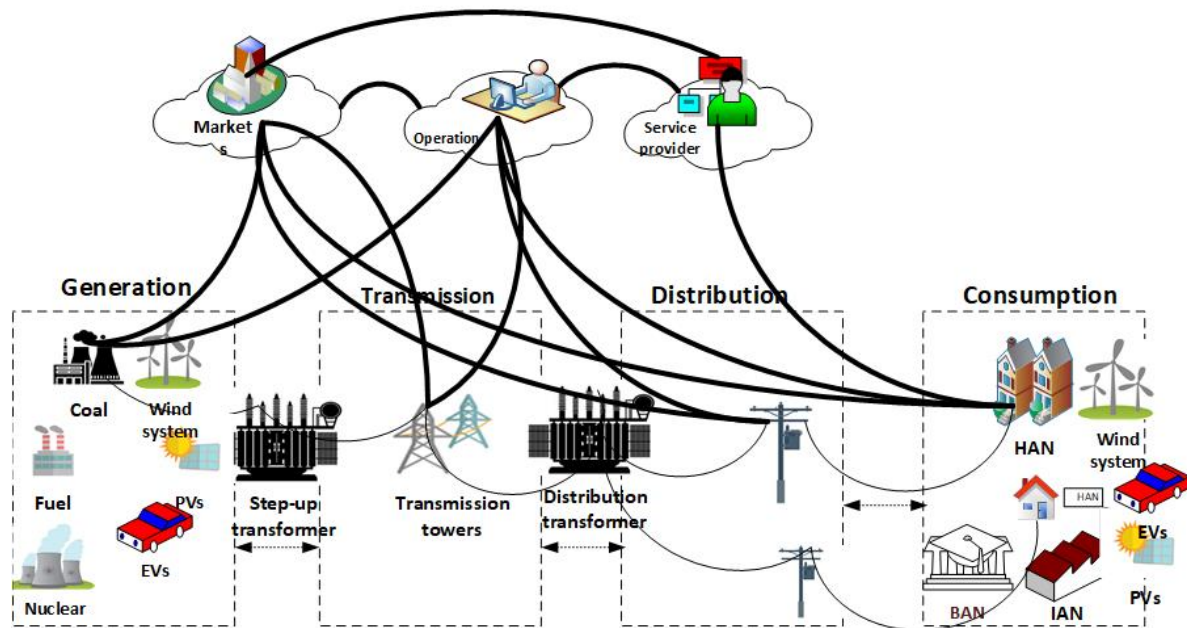 Market
s
Operation
Service
provider
Generation
Transmission
Distribution
Consumption
Coal
Wind
system
Fuel
PVs
EVs
Nuclear
Step-up
transformer
Transmission
towers
Distribution
transformer
HAN
Wind
system
HAN
EVs
BAN
IAN
PVs